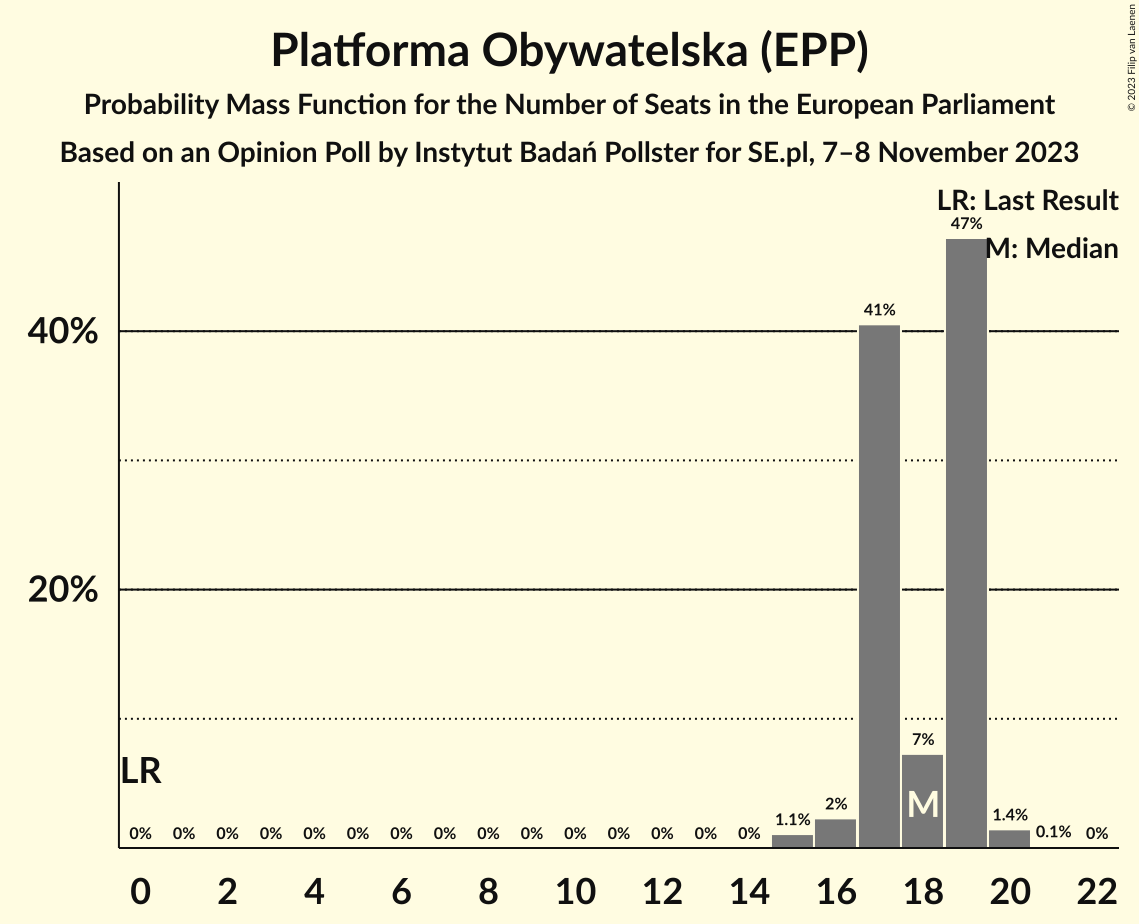 Platforma Obywatelska (EPP)
Probability Mass Function for the Number of Seats in the European Parliament
Based on an Opinion Poll by Instytut Badań Pollster for SE.pl, 7–8 November 2023
© 2023 Filip van Laenen
LR: Last Result
M: Median
40%
20%
LR
M
0% 0% 0% 0% 0% 0% 0% 0% 0% 0% 0% 0% 0% 0% 0% 1.1% 2% 41% 7% 47% 1.4% 0.1% 0%
0 2 4 6 8 10 12 14 16 18 20 22